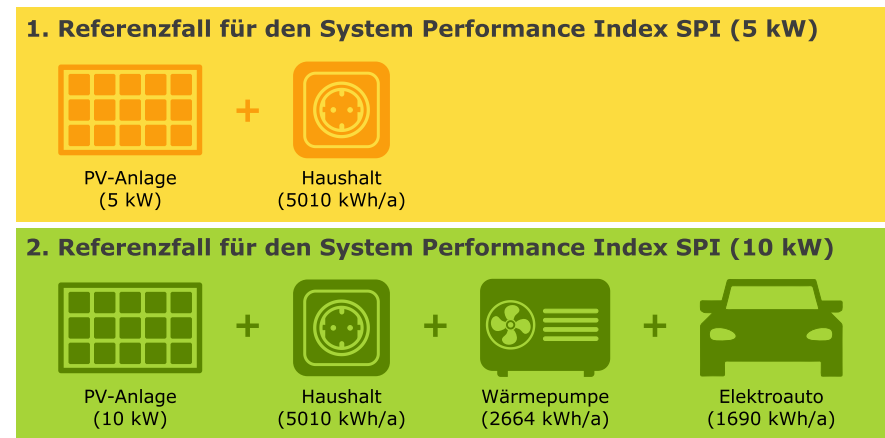 1. Referenzfall für den System Performance Index SPI (5 kW)
+
PV-Anlage
(5 kW)
Haushalt
(5010 kWh/a)
2. Referenzfall für den System Performance Index SPI (10 kW)
+ + +
PV-Anlage
(10 kW)
Haushalt
(5010 kWh/a)
Wärmepumpe
(2664 kWh/a)
Elektroauto
(1690 kWh/a)